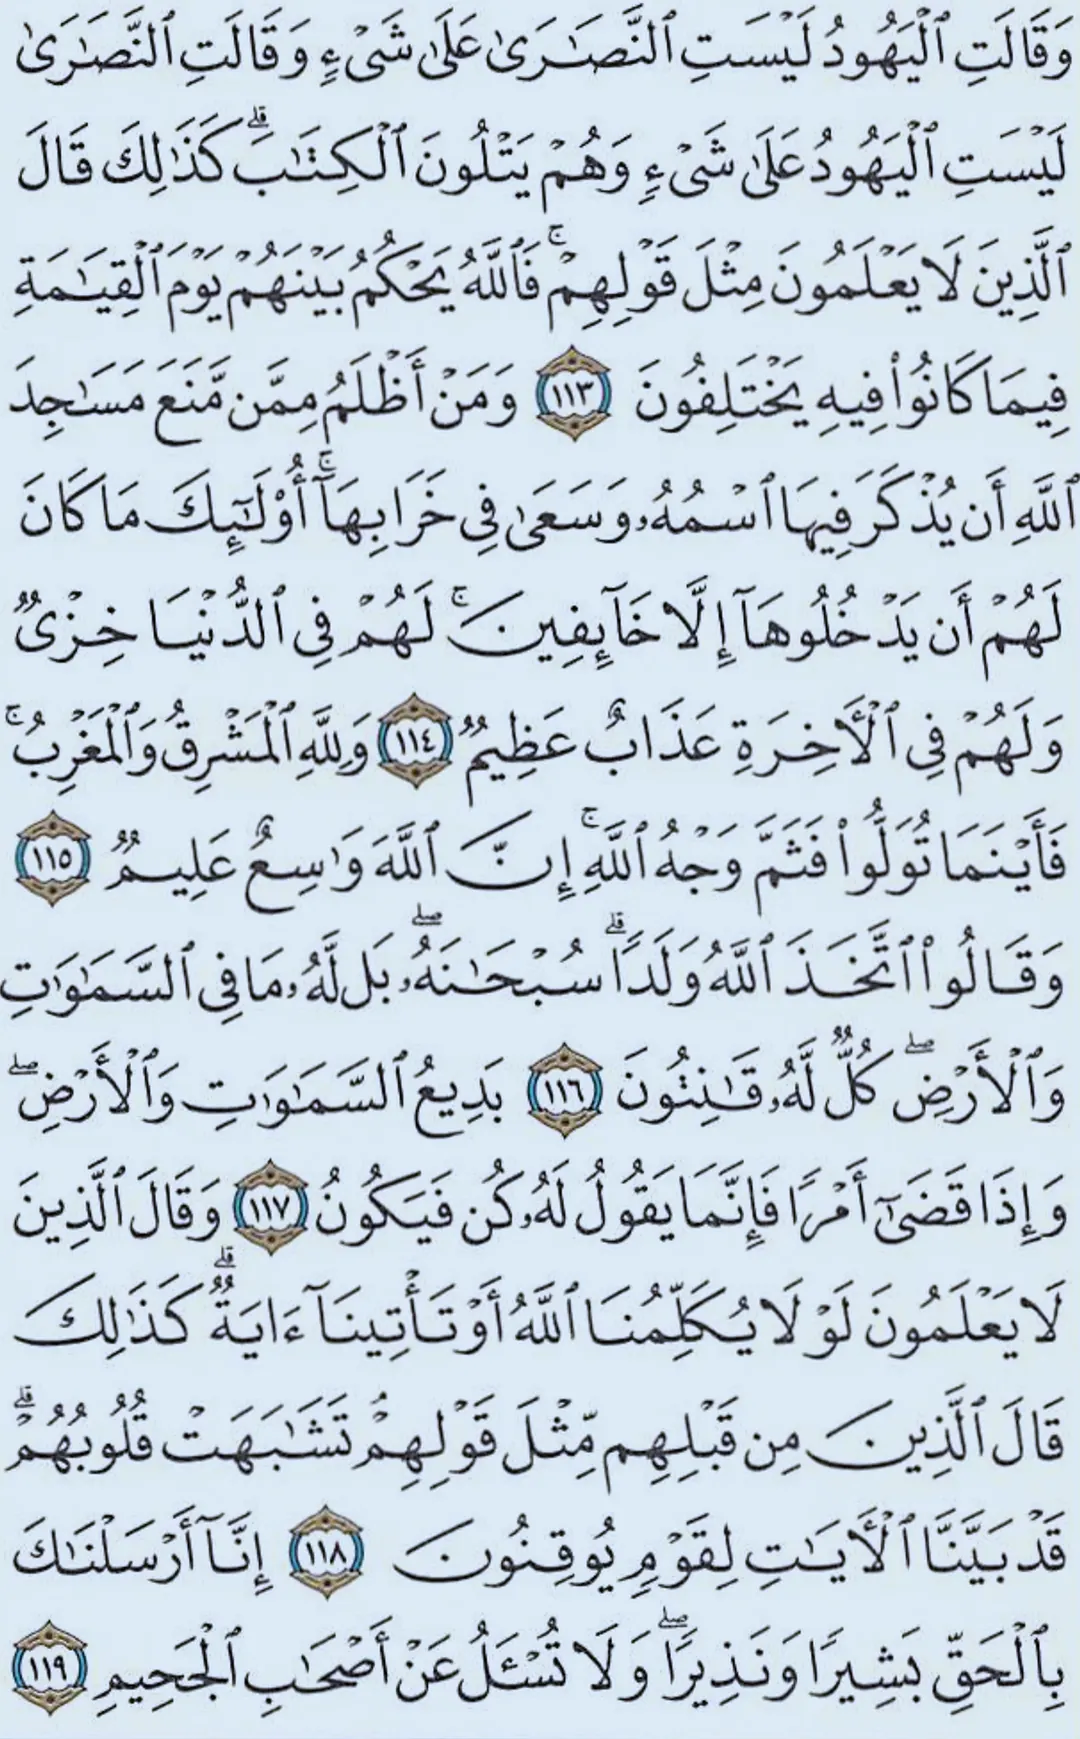 وَقَالَتِ ٱلْيَهُودُ لَيْسَتِ ٱلنَّصَـٰرَىٰ عَلَىٰ شَىْءٍ وَقَالَتِ ٱلنَّصَـٰرَىٰ
لَيْسَتِ ٱلْيَهُودُ عَلَىٰ شَىْءٍ وَهُمْ يَتْلُونَ ٱلْكِتَـٰبَ ۗ كَذَٰلِكَ قَالَ
ٱلَّذِينَ لَا يَعْلَمُونَ مِثْلَ قَوْلِهِمْ ۚ فَٱللَّهُ يَحْكُمُ بَيْنَهُمْ يَوْمَ ٱلْقِيَـٰمَةِ
فِيمَا كَانُوا۟ فِيهِ يَخْتَلِفُونَ ١١٣ وَمَنْ أَظْلَمُ مِمَّن مَّنَعَ مَسَـٰجِدَ
ٱللَّهِ أَن يُذْكَرَ فِيهَا ٱسْمُهُۥ وَسَعَىٰ فِى خَرَابِهَآ ۚ أُو۟لَـٰٓئِكَ مَا كَانَ
لَهُمْ أَن يَدْخُلُوهَآ إِلَّا خَآئِفِينَ ۚ لَهُمْ فِى ٱلدُّنْيَا خِزْىٌ
وَلَهُمْ فِى ٱلْـَٔاخِرَةِ عَذَابٌ عَظِيمٌ ١١٤ وَلِلَّهِ ٱلْمَشْرِقُ وَٱلْمَغْرِبُ ۚ
فَأَيْنَمَا تُوَلُّوا۟ فَثَمَّ وَجْهُ ٱللَّهِ ۚ إِنَّ ٱللَّهَ وَٰسِعٌ عَلِيمٌ ١١٥
وَقَالُوا۟ ٱتَّخَذَ ٱللَّهُ وَلَدًا ۗ سُبْحَـٰنَهُۥ ۖ بَل لَّهُۥ مَا فِى ٱلسَّمَـٰوَٰتِ
وَٱلْأَرْضِ ۖ كُلٌّ لَّهُۥ قَـٰنِتُونَ ١١٦ بَدِيعُ ٱلسَّمَـٰوَٰتِ وَٱلْأَرْضِ ۖ
وَإِذَا قَضَىٰٓ أَمْرًا فَإِنَّمَا يَقُولُ لَهُۥ كُن فَيَكُونُ ١١٧ وَقَالَ ٱلَّذِينَ
لَا يَعْلَمُونَ لَوْلَا يُكَلِّمُنَا ٱللَّهُ أَوْ تَأْتِينَآ ءَايَةٌ ۗ كَذَٰلِكَ
قَالَ ٱلَّذِينَ مِن قَبْلِهِم مِّثْلَ قَوْلِهِمْ ۘ تَشَـٰبَهَتْ قُلُوبُهُمْ ۗ
قَدْ بَيَّنَّا ٱلْـَٔايَـٰتِ لِقَوْمٍ يُوقِنُونَ ١١٨ إِنَّآ أَرْسَلْنَـٰكَ
بِٱلْحَقِّ بَشِيرًا وَنَذِيرًا ۖ وَلَا تُسْـَٔلُ عَنْ أَصْحَـٰبِ ٱلْجَحِيمِ ١١٩